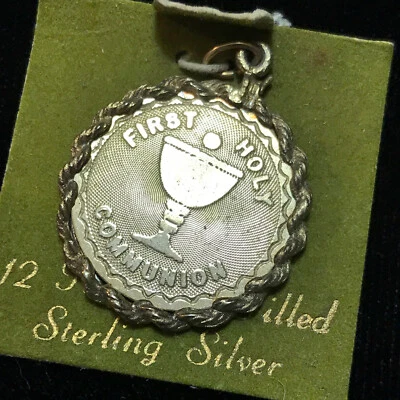 FIRST HOLY
COMMUNION
12 illed
Sterling Silver